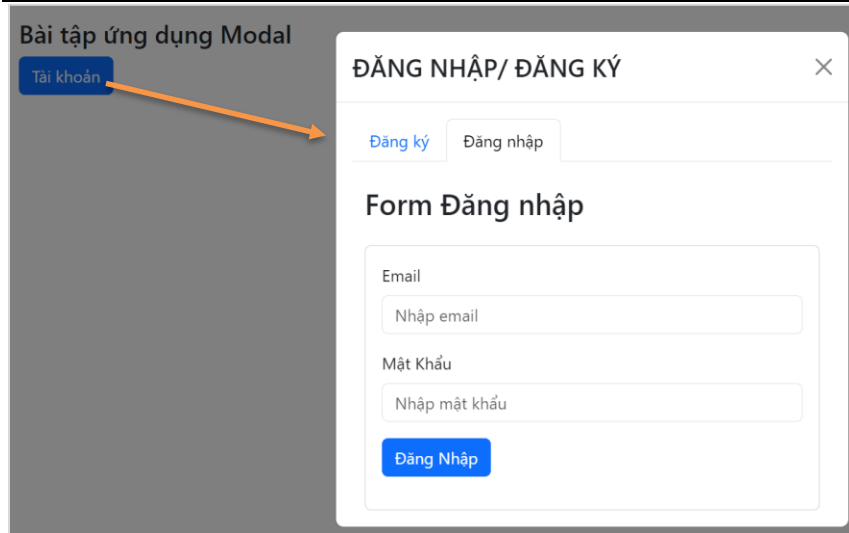 Bài tập ứng dụng Modal
Tài khoản
ĐĂNG NHẬP/ ĐĂNG KÝ
Đăng ký
Đăng nhập
Form Đăng nhập
Email
Nhập email
Mật Khẩu
Nhập mật khẩu
Đăng Nhập